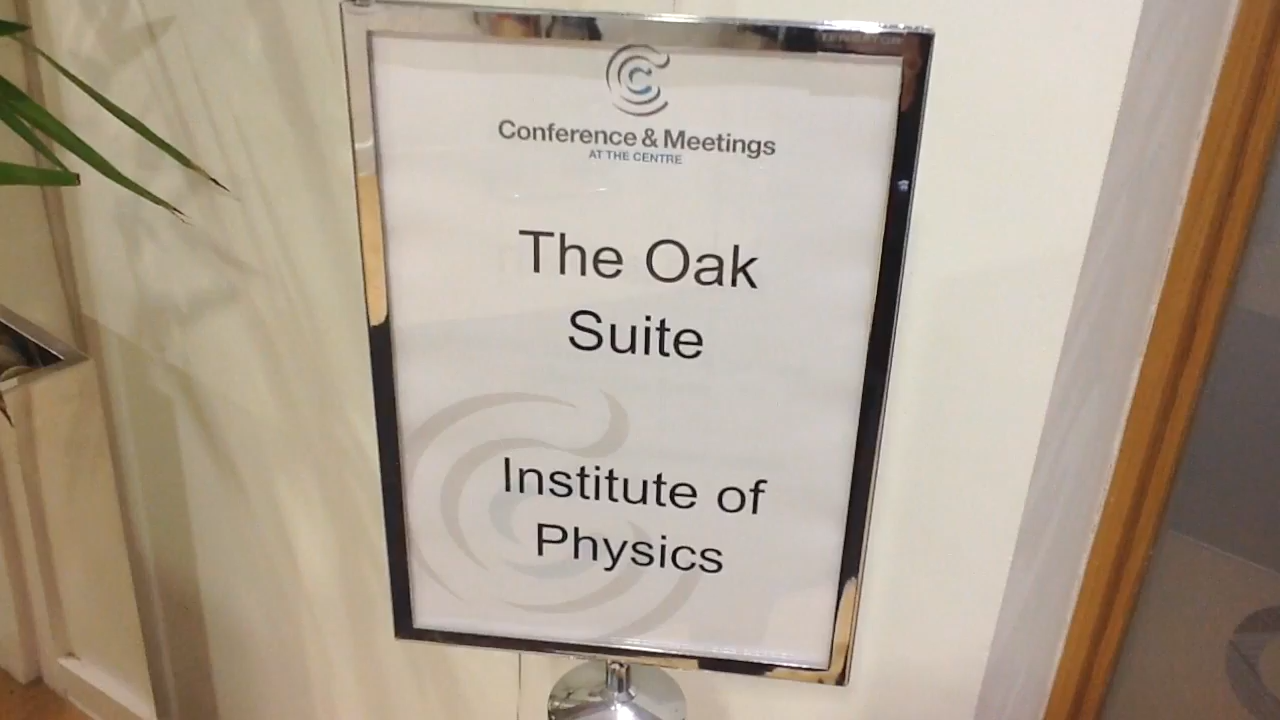 Conference & Meetings
AT THE CENTRE
The Oak
Suite
Institute of
Physics